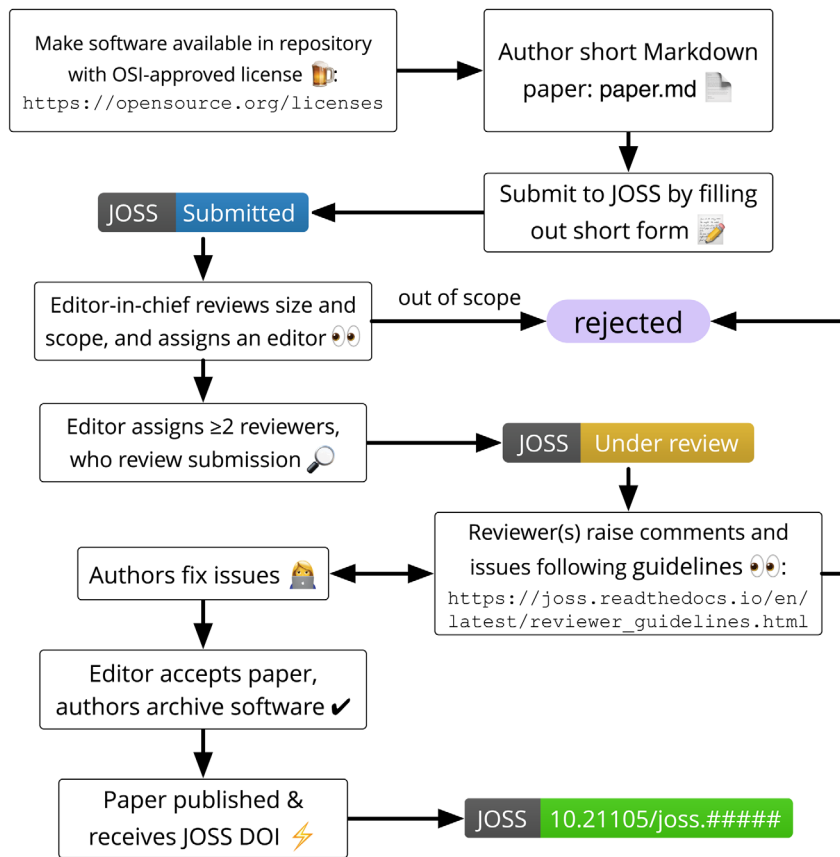 Make software available in repository
with OSI-approved license 🍺:
https://opensource.org/licenses
Author short Markdown
paper: paper.md 📄
Submit to JOSS by filling
out short form 📝
JOSS Submitted
Editor-in-chief reviews size and
scope, and assigns an editor 👀
out of scope
rejected
Editor assigns ≥2 reviewers,
who review submission 🔎
JOSS Under review
Reviewer(s) raise comments and
issues following guidelines 👀:
https://joss.readthedocs.io/en/
latest/reviewer_guidelines.html
Authors fix issues 👩‍💻
Editor accepts paper,
authors archive software ✔
Paper published &
receives JOSS DOI ⚡
JOSS 10.21105/joss.#####